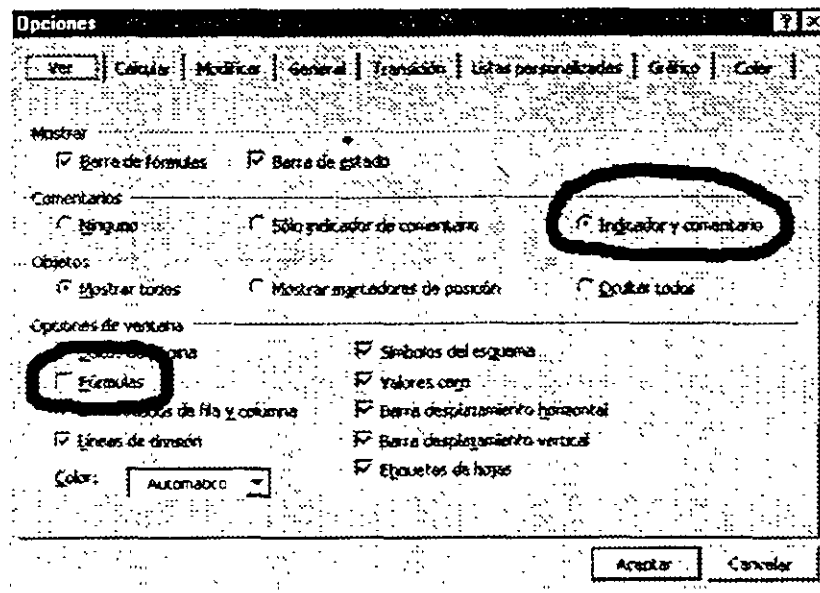 Opciones
Ver Calcular Modificar General Transición Listas personalizadas Gráfico Color
Mostrar
Barra de fórmulas Barra de estado
Comentarios
Ninguno Sólo indicador de comentario Indicador y comentario
Objetos
Mostrar todos Mostrar marcadores de posición Ocultar todos
Opciones de ventana
Símbolos del esquema
Fórmulas Valores cero
de fila y columna Barra desplazamiento horizontal
Líneas de división Barra desplazamiento vertical
Color: Automático Etiquetas de hojas
Aceptar Cancelar